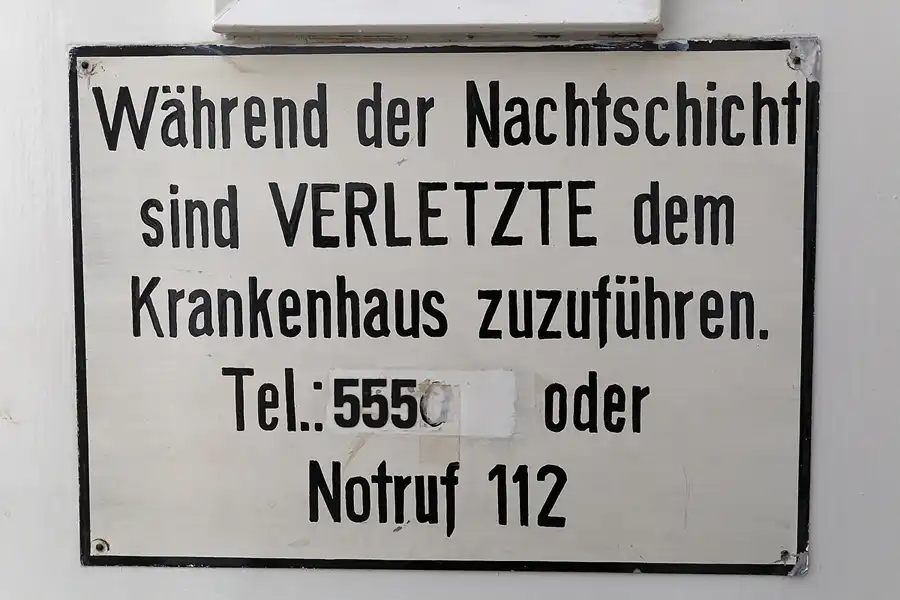 Während der Nachtschicht
sind VERLETZTE dem
Krankenhaus zuzuführen.
Tel.: 555 oder
Notruf 112